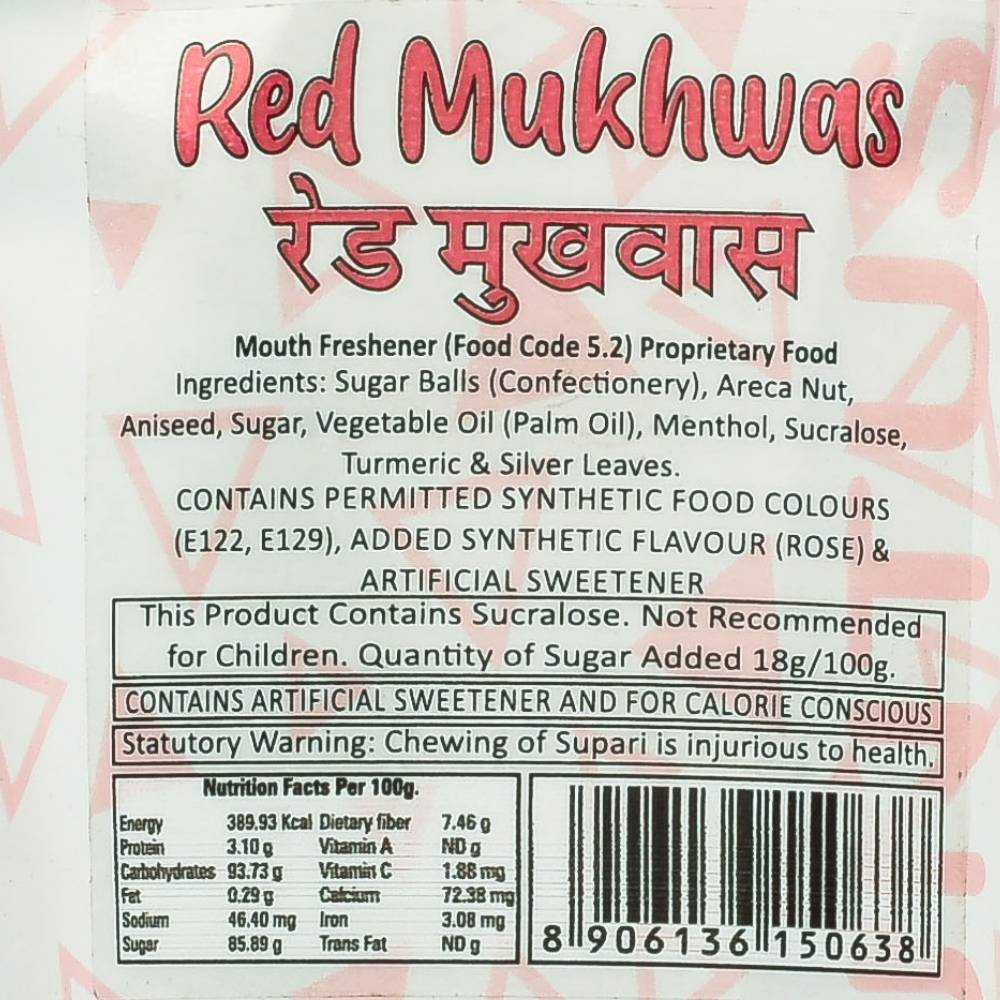 Red Mukhwas
रेड मुखवास
Mouth Freshener (Food Code 5.2) Proprietary Food
Ingredients: Sugar Balls (Confectionery), Areca Nut,
Aniseed, Sugar, Vegetable Oil (Palm Oil), Menthol, Sucralose,
Turmeric & Silver Leaves.
CONTAINS PERMITTED SYNTHETIC FOOD COLOURS
(E122, E129), ADDED SYNTHETIC FLAVOUR (ROSE) &
ARTIFICIAL SWEETENER
This Product Contains Sucralose. Not Recommended
for Children. Quantity of Sugar Added 18g/100g.
CONTAINS ARTIFICIAL SWEETENER AND FOR CALORIE CONSCIOUS
Statutory Warning: Chewing of Supari is injurious to health.
Nutrition Facts Per 100g.
Energy 389.93 Kcal Dietary fiber 7.46 g
Protein 3.10 g Vitamin A ND g
Carbohydrates 93.73 g Vitamin C 1.88 mg
Fat 0.29 g Calcium 72.38 mg
Sodium 46.40 mg Iron 3.08 mg
Sugar 85.89 g Trans Fat ND g
8 906136 150638